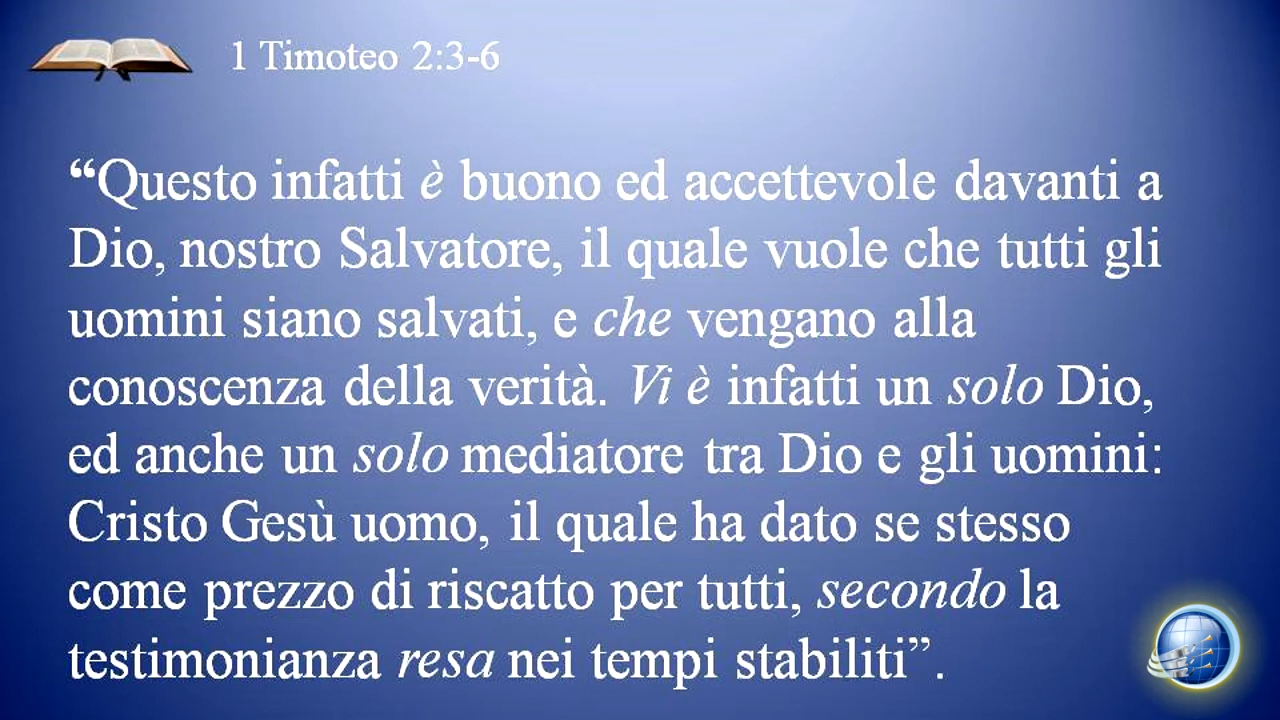 1 Timoteo 2:3-6
“Questo infatti è buono ed accettevole davanti a
Dio, nostro Salvatore, il quale vuole che tutti gli
uomini siano salvati, e che vengano alla
conoscenza della verità. Vi è infatti un solo Dio,
ed anche un solo mediatore tra Dio e gli uomini:
Cristo Gesù uomo, il quale ha dato se stesso
come prezzo di riscatto per tutti, secondo la
testimonianza resa nei tempi stabiliti”.